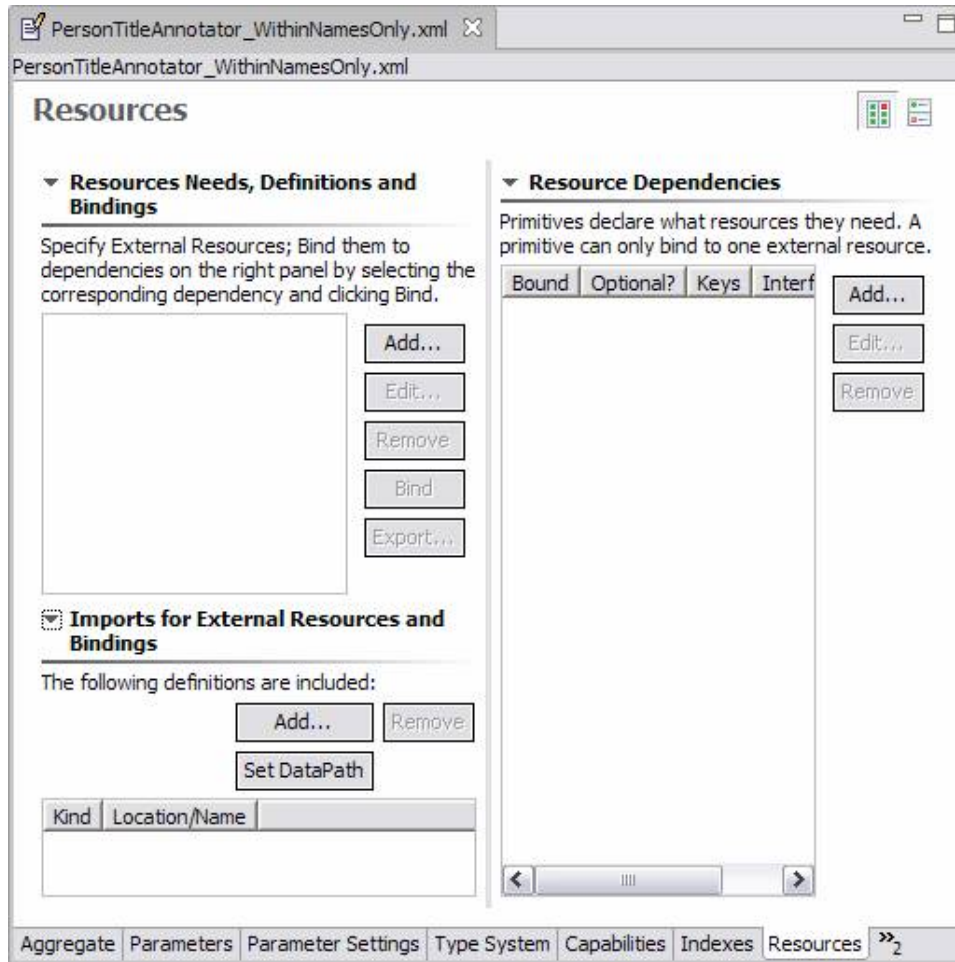 PersonTitleAnnotator_WithinNamesOnly.xml
PersonTitleAnnotator_WithinNamesOnly.xml
Resources
Resources Needs, Definitions and
Bindings
Specify External Resources; Bind them to
dependencies on the right panel by selecting the
corresponding dependency and clicking Bind.
Add...
Edit...
Remove
Bind
Export...
Imports for External Resources and
Bindings
The following definitions are included:
Add... Remove
Set DataPath
Kind Location/Name
Resource Dependencies
Primitives declare what resources they need. A
primitive can only bind to one external resource.
Bound Optional? Keys Interf
Add...
Edit...
Remove
Aggregate Parameters Parameter Settings Type System Capabilities Indexes Resources »2